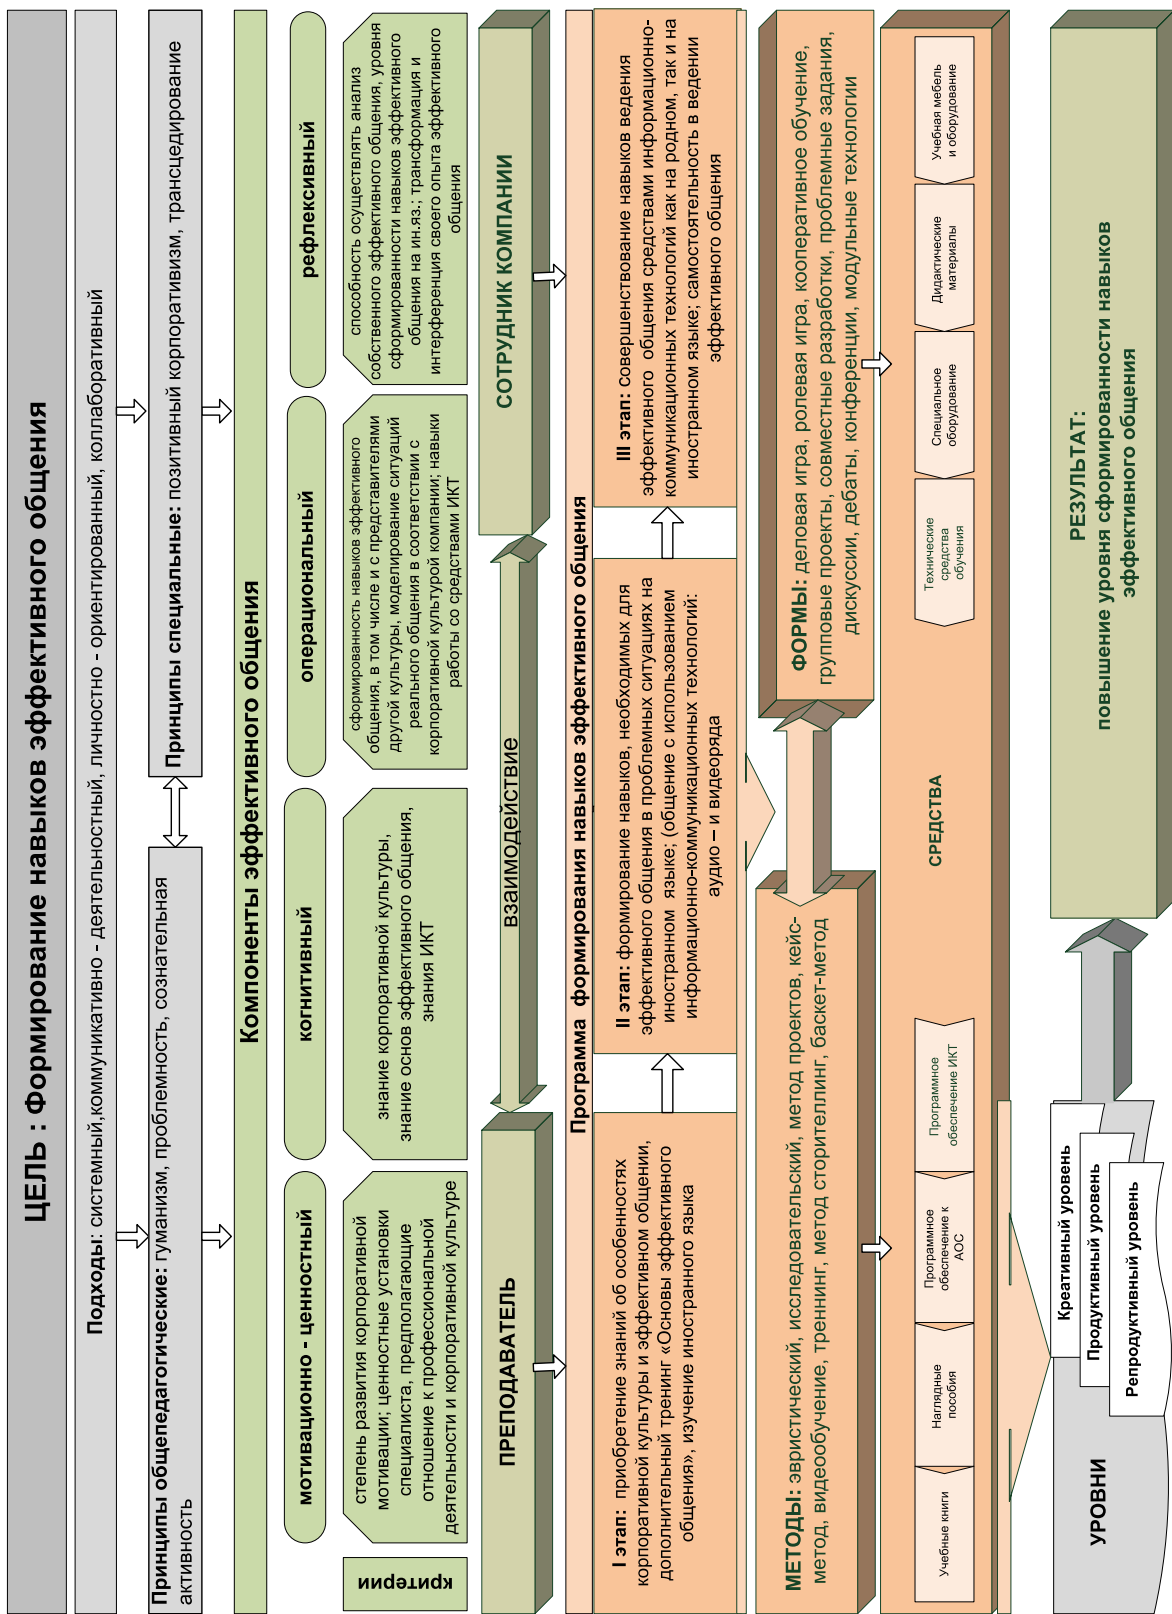 ЦЕЛЬ : Формирование навыков эффективного общения
Подходы: системный,коммуникативно - деятельностный, личностно - ориентированный, коллаборативный
Принципы общепедагогические: гуманизм, проблемность, сознательная
активность
Принципы специальные: позитивный корпоративизм, трансцедирование
Компоненты эффективного общения
мотивационно - ценностный
когнитивный
операциональный
рефлексивный
критерии
степень развития корпоративной
мотивации; ценностные установки
специалиста, предполагающие
отношение к профессиональной
деятельности и корпоративной культуре
знание корпоративной культуры,
знание основ эффективного общения,
знания ИКТ
сформированность навыков эффективного
общения, в том числе и с представителями
другой культуры, моделирование ситуаций
реального общения в соответствии с
корпоративной культурой компании; навыки
работы со средствами ИКТ
способность осуществлять анализ
собственного эффективного общения, уровня
сформированности навыков эффективного
общения на ин.яз.; трансформация и
интерференция своего опыта эффективного
общения
ПРЕПОДАВАТЕЛЬ
взаимодействие
СОТРУДНИК КОМПАНИИ
Программа формирования навыков эффективного общения
I этап: приобретение знаний об особенностях
корпоративной культуры и эффективном общении,
дополнительный тренинг «Основы эффективного
общения», изучение иностранного языка
II этап: формирование навыков, необходимых для
эффективного общения в проблемных ситуациях на
иностранном языке; (общение с использованием
информационно-коммуникационных технологий:
аудио – и видеоряда
III этап: совершенствование навыков ведения
эффективного общения средствами информационно-
коммуникационных технологий как на родном, так и на
иностранном языке; самостоятельность в ведении
эффективного общения
МЕТОДЫ: эвристический, исследовательский, метод проектов, кейс-
метод, видеообучение, тренинг, метод сторителлинг, баскет-метод
ФОРМЫ: деловая игра, ролевая игра, кооперативное обучение,
групповые проекты, совместные разработки, проблемные задания,
дискуссии, дебаты, конференции, модульные технологии
СРЕДСТВА
Учебные книги
Наглядные
пособия
Программное
обеспечение к
АОС
Программное
обеспечение ИКТ
Технические
средства
обучения
Специальное
оборудование
Дидактические
материалы
Учебная мебель
и оборудование
УРОВНИ
Креативный уровень
Продуктивный уровень
Репродуктивный уровень
РЕЗУЛЬТАТ:
повышение уровня сформированности навыков
эффективного общения